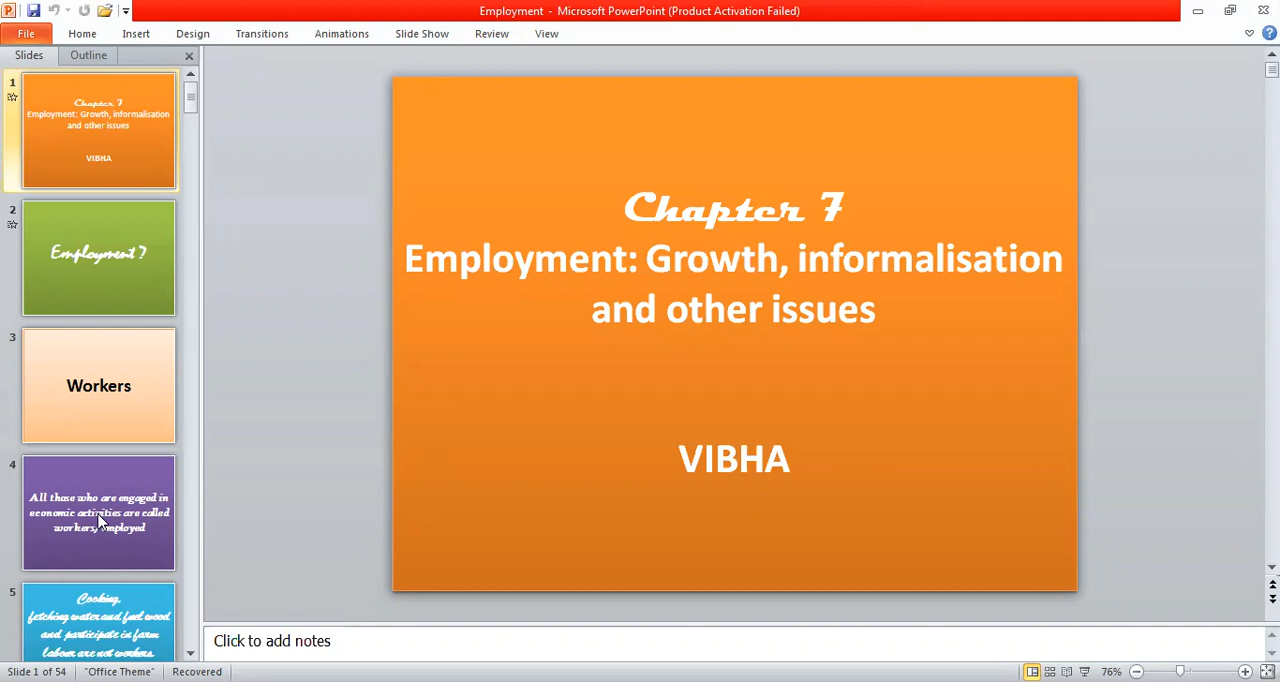 Employment - Microsoft PowerPoint (Product Activation Failed)
File Home Insert Design Transitions Animations Slide Show Review View
Slides Outline
1
Chapter 7
Employment: Growth, informalisation
and other issues
VIBHA
2
Employment ?
3
Workers
4
All those who are engaged in
economic activities are called
workers/employed
5
Cooking,
fetching water and fuel wood
and participate in farm
labour are not workers.
Chapter 7
Employment: Growth, informalisation
and other issues
VIBHA
Click to add notes
Slide 1 of 54 "Office Theme" Recovered 76%